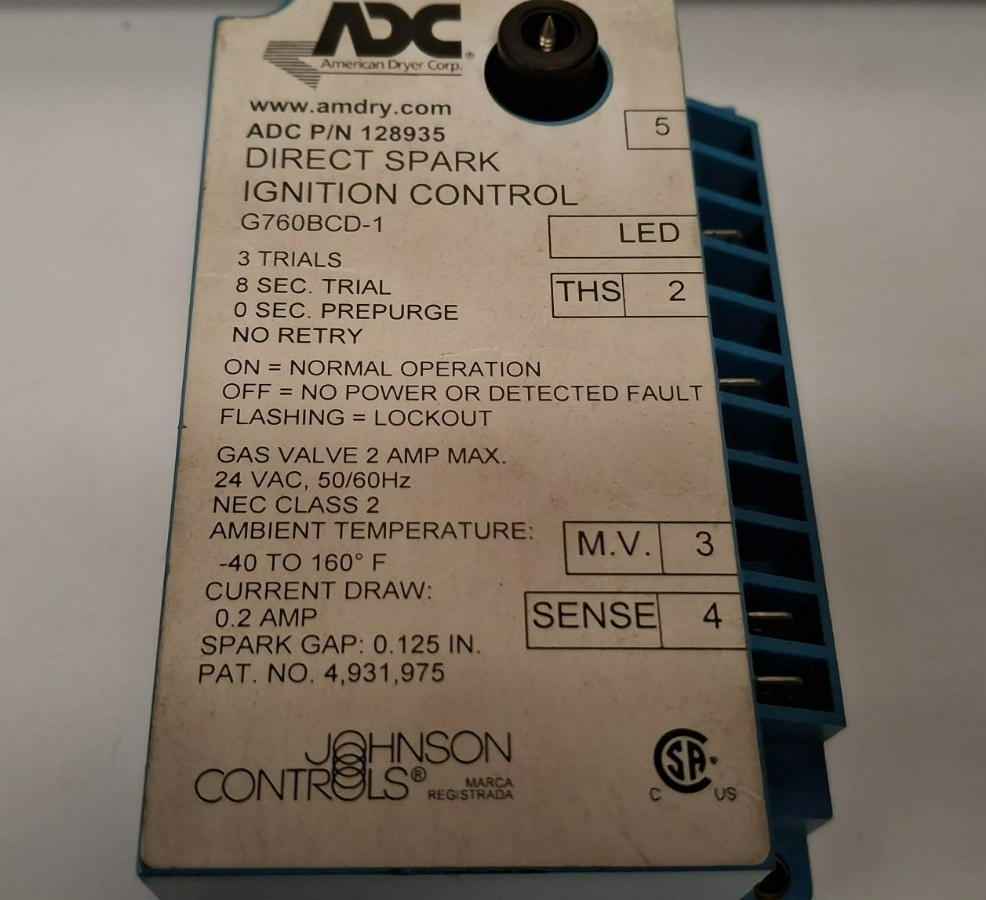 ADC®
American Dryer Corp.
www.amdry.com
ADC P/N 128935
DIRECT SPARK
IGNITION CONTROL
G760BCD-1
3 TRIALS
8 SEC. TRIAL
0 SEC. PREPURGE
NO RETRY
ON = NORMAL OPERATION
OFF = NO POWER OR DETECTED FAULT
FLASHING = LOCKOUT
GAS VALVE 2 AMP MAX.
24 VAC, 50/60Hz
NEC CLASS 2
AMBIENT TEMPERATURE:
-40 TO 160° F
CURRENT DRAW:
0.2 AMP
SPARK GAP: 0.125 IN.
PAT. NO. 4,931,975
5
LED
THS 2
M.V. 3
SENSE 4
JOHNSON
CONTROLS®
MARCA
REGISTRADA
SA
C US